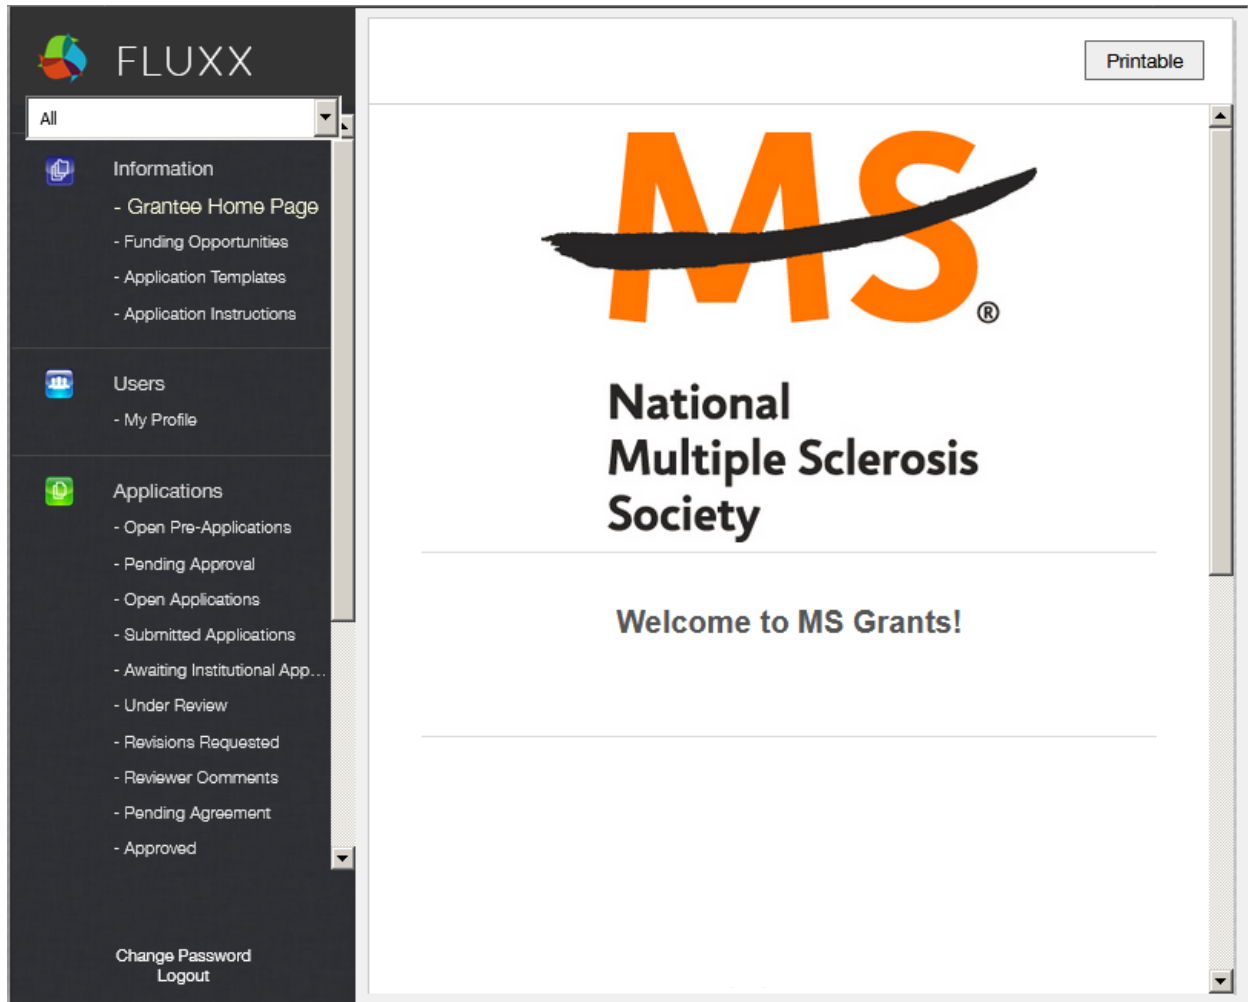 FLUXX
All
Information
- Grantee Home Page
- Funding Opportunities
- Application Templates
- Application Instructions
Users
- My Profile
Applications
- Open Pre-Applications
- Pending Approval
- Open Applications
- Submitted Applications
- Awaiting Institutional App...
- Under Review
- Revisions Requested
- Reviewer Comments
- Pending Agreement
- Approved
Change Password
Logout
Printable
MS®
National
Multiple Sclerosis
Society
Welcome to MS Grants!